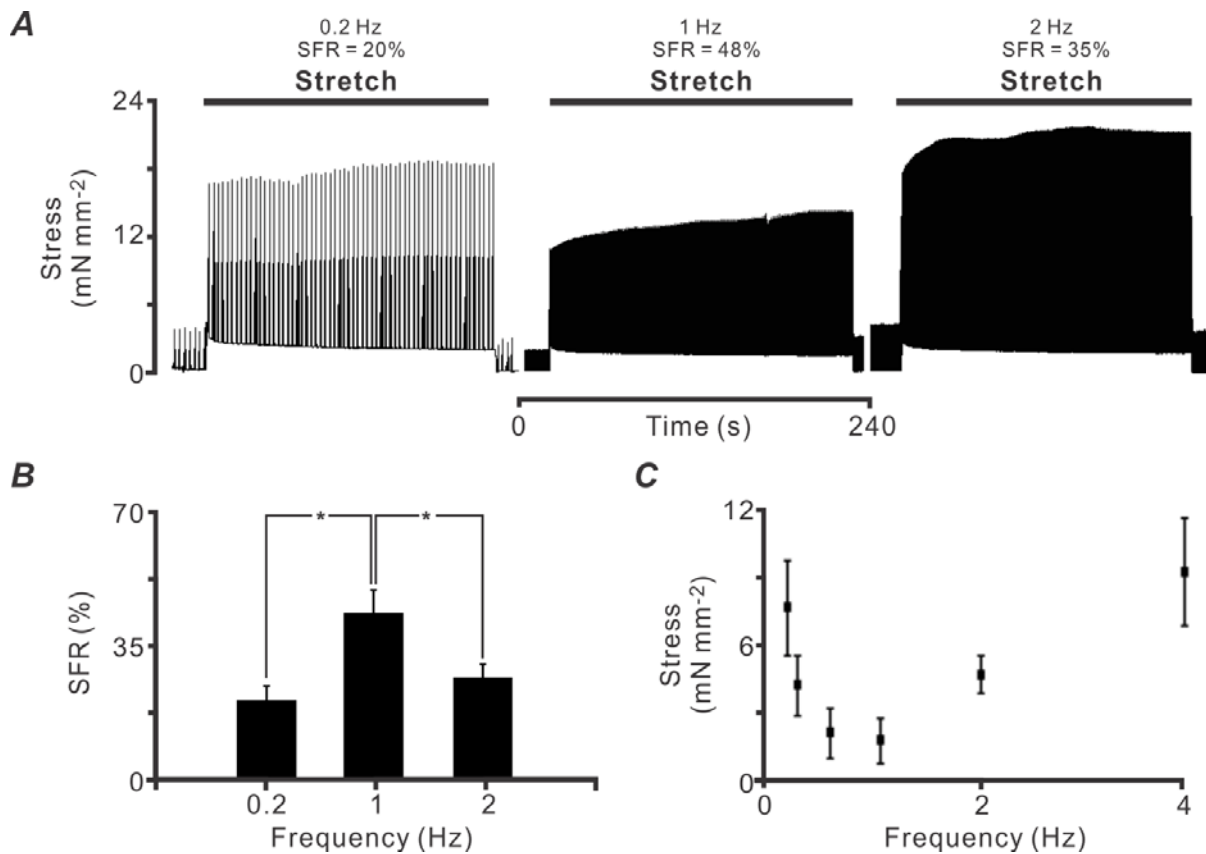 A
0.2 Hz
SFR = 20%
Stretch
1 Hz
SFR = 48%
Stretch
2 Hz
SFR = 35%
Stretch
24
12
0
Stress
(mN mm-2)
0
Time (s)
240
B
70
35
0
SFR (%)
*
*
0.2
1
2
Frequency (Hz)
C
12
6
0
Stress
(mN mm-2)
0
2
4
Frequency (Hz)